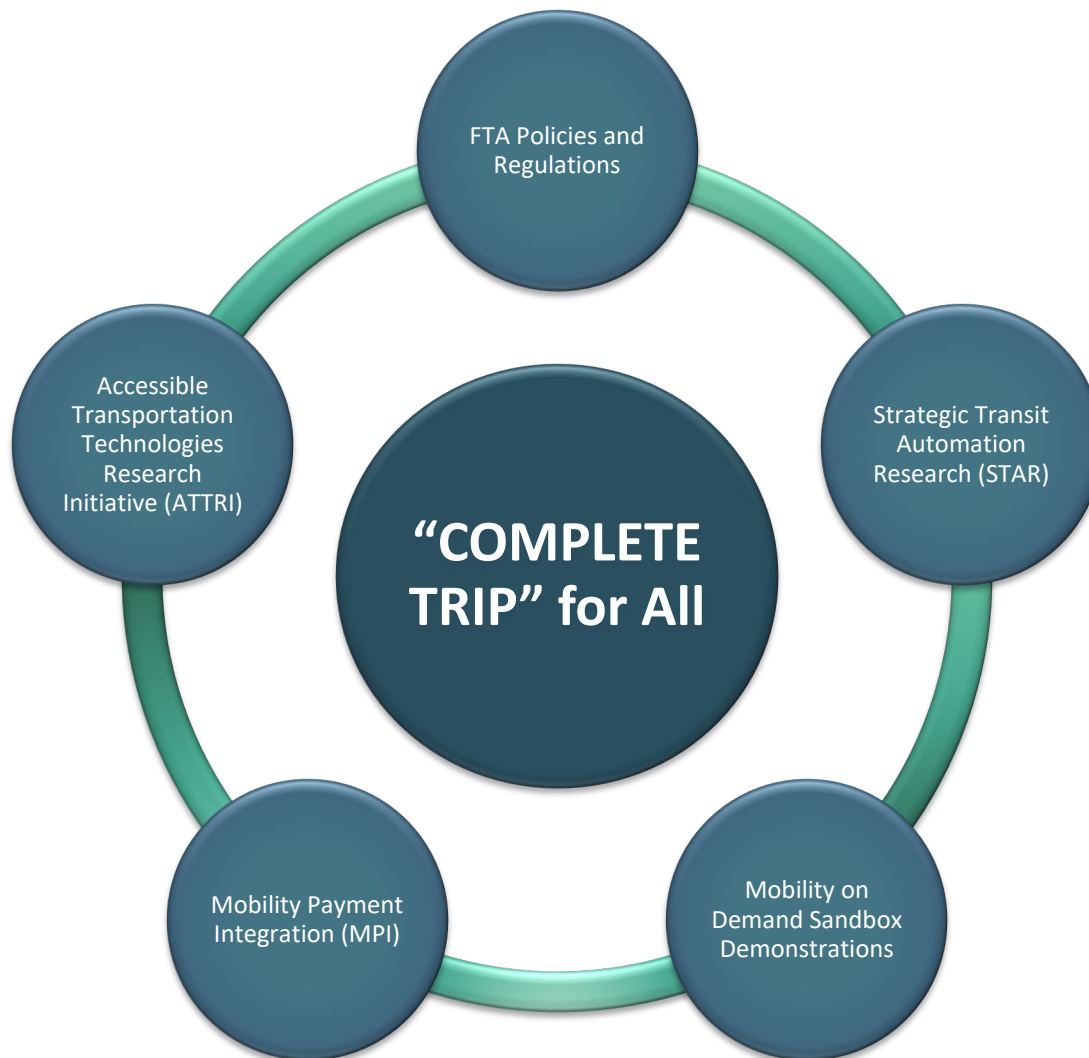 FTA Policies and
Regulations
Accessible
Transportation
Technologies
Research
Initiative (ATTRI)
Strategic Transit
Automation
Research (STAR)
“COMPLETE
TRIP” for All
Mobility Payment
Integration (MPI)
Mobility on
Demand Sandbox
Demonstrations